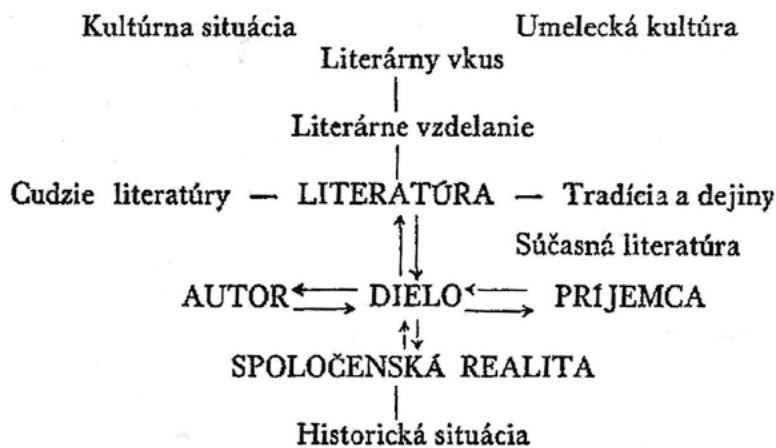 Kultúrna situácia Umelecká kultúra
Literárny vkus
Literárne vzdelanie
Cudzie literatúry — LITERATÚRA — Tradícia a dejiny
Súčasná literatúra
AUTOR DIELO PRÍJEMCA
SPOLOČENSKÁ REALITA
Historická situácia